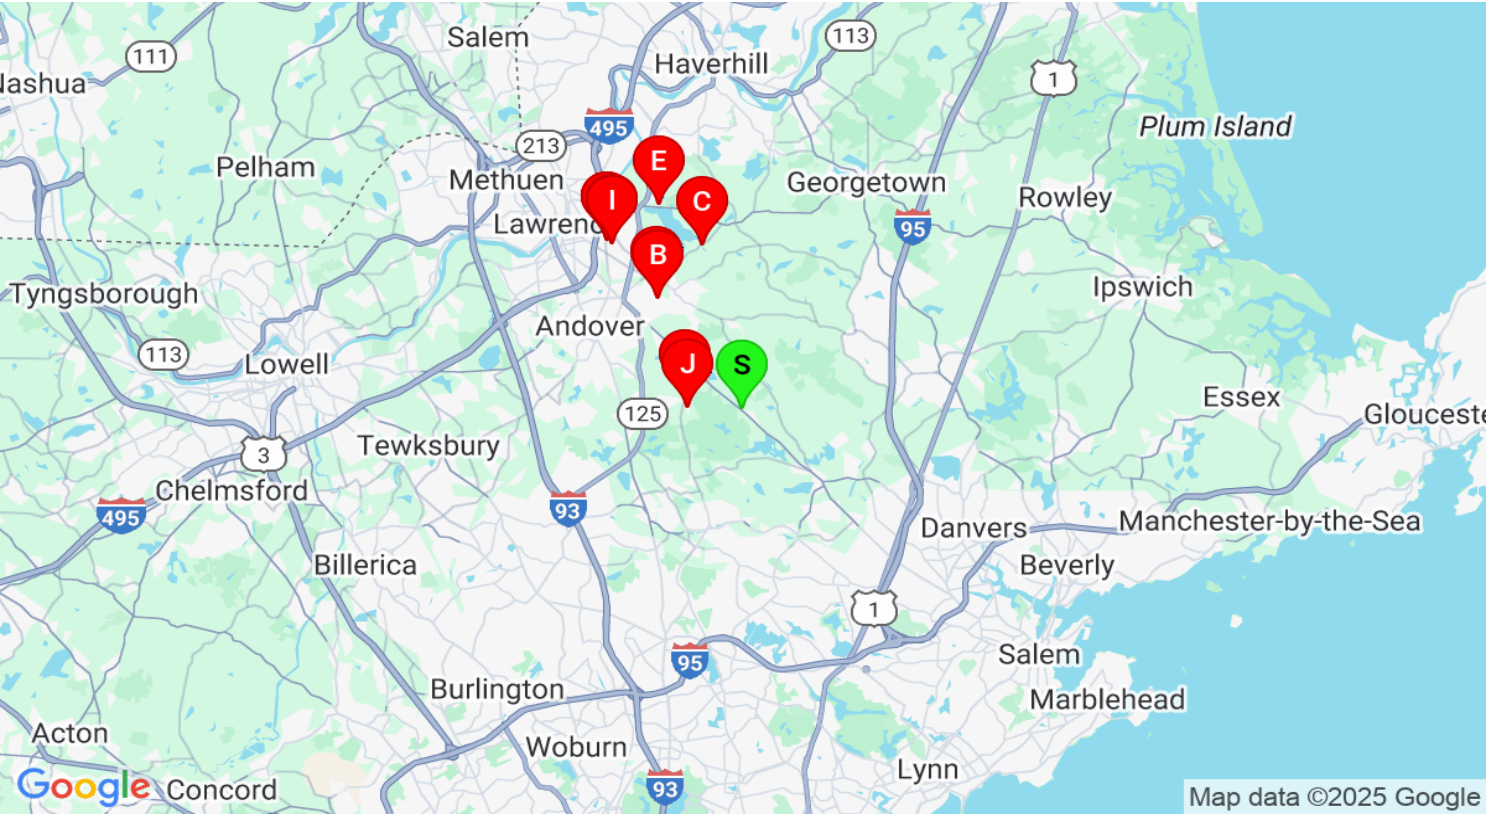 Salem
113
111
Haverhill
1
Nashua
495
Plum Island
213
E
Pelham
Methuen
Georgetown
I
C
Rowley
Lawrenc
95
B
Ipswich
Tyngsborough
Andover
113
Lowell
J
S
Essex
125
Glouceste
Tewksbury
3
Chelmsford
495
93
Danvers
Manchester-by-the-Sea
Billerica
Beverly
1
Salem
95
Burlington
Marblehead
Acton
Woburn
Lynn
Google
Concord
93
Map data ©2025 Google